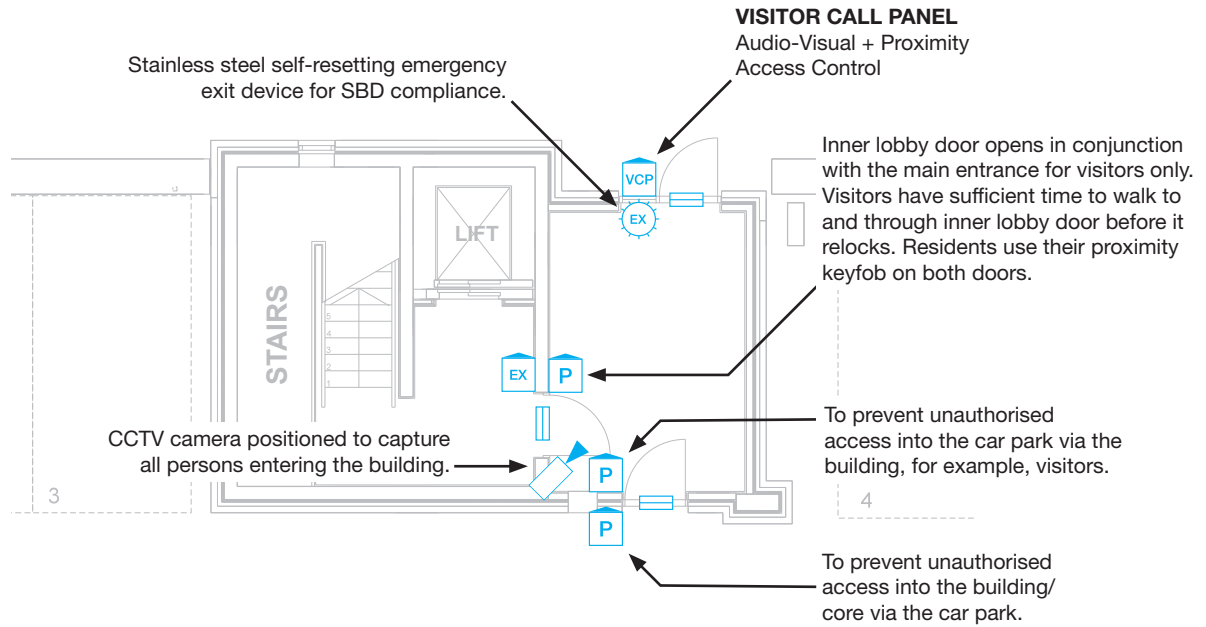 VISITOR CALL PANEL
Audio-Visual + Proximity
Access Control
Stainless steel self-resetting emergency
exit device for SBD compliance.
Inner lobby door opens in conjunction
with the main entrance for visitors only.
Visitors have sufficient time to walk to
and through inner lobby door before it
relocks. Residents use their proximity
keyfob on both doors.
VCP
EX
u
LIFT
STAIRS
5
4
3
2
1
EX
P
To prevent unauthorised
access into the car park via the
building, for example, visitors.
CCTV camera positioned to capture
all persons entering the building.
P
3
4
P
To prevent unauthorised
access into the building/
core via the car park.